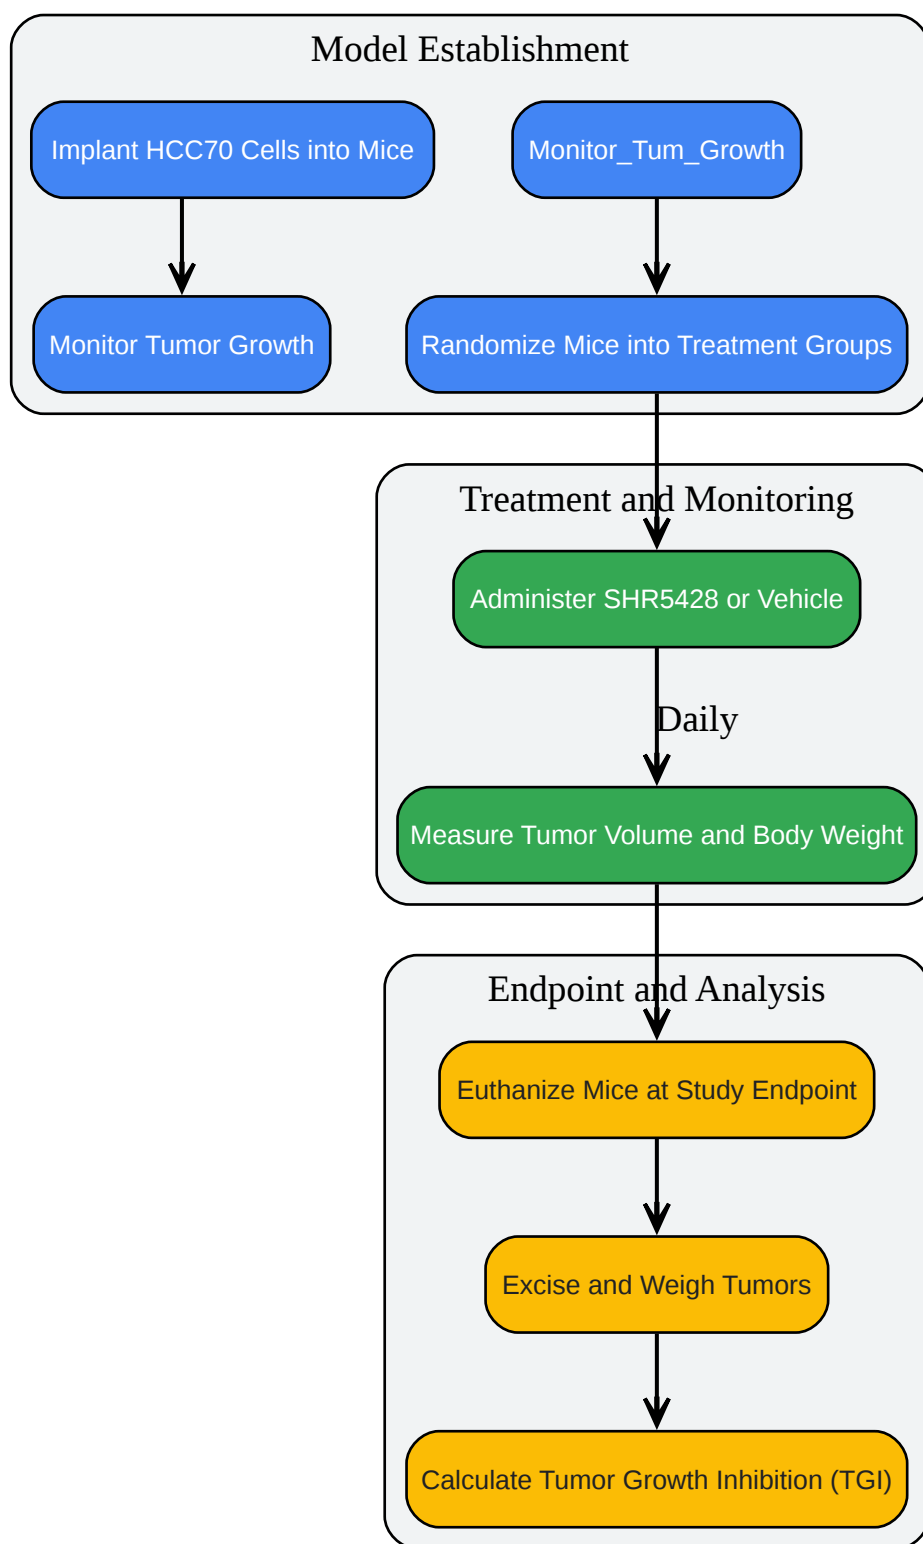 Model Establishment
Implant HCC70 Cells into Mice
Monitor_Tum_Growth
Monitor Tumor Growth
Randomize Mice into Treatment Groups
Treatment and Monitoring
Administer SHR5428 or Vehicle
Daily
Measure Tumor Volume and Body Weight
Endpoint and Analysis
Euthanize Mice at Study Endpoint
Excise and Weigh Tumors
Calculate Tumor Growth Inhibition (TGI)